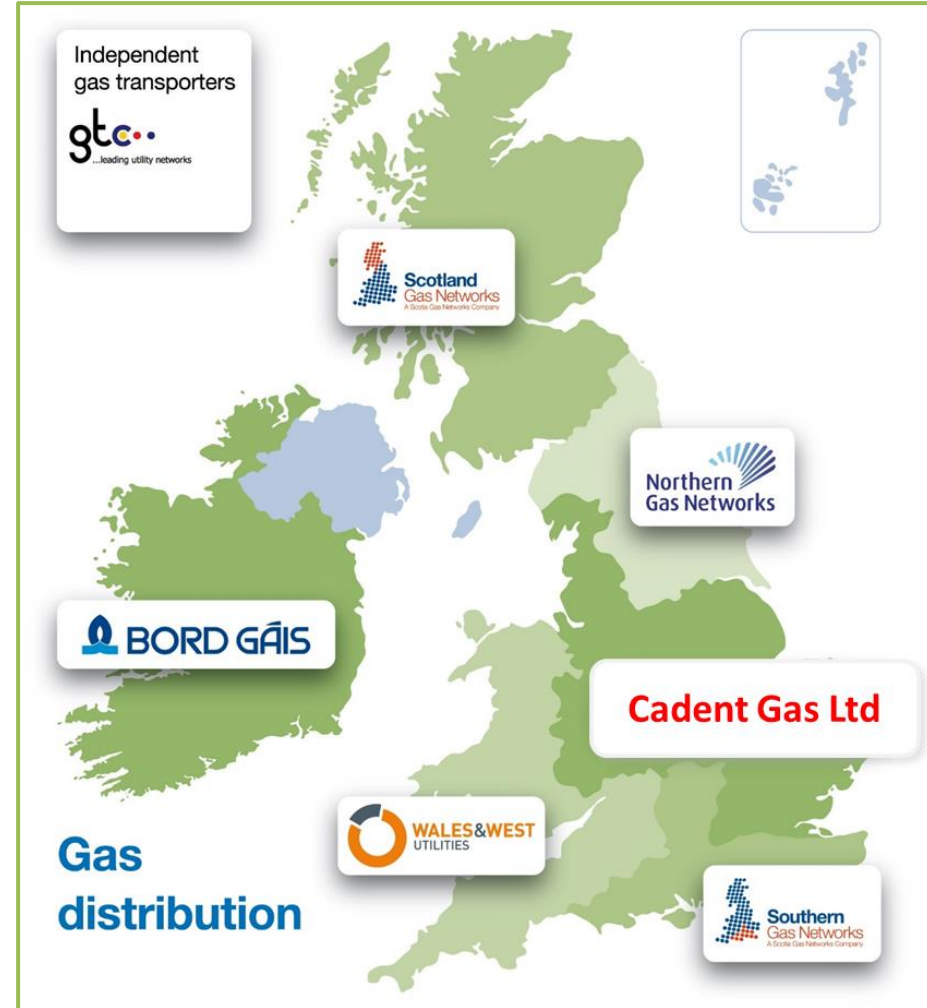 Independent
gas transporters
gtc
...leading utility networks
Scotland
Gas Networks
A Scotia Gas Networks Company
Northern
Gas Networks
BORD GÁIS
Cadent Gas Ltd
WALES&WEST
UTILITIES
Gas
distribution
Southern
Gas Networks
A Scotia Gas Networks Company